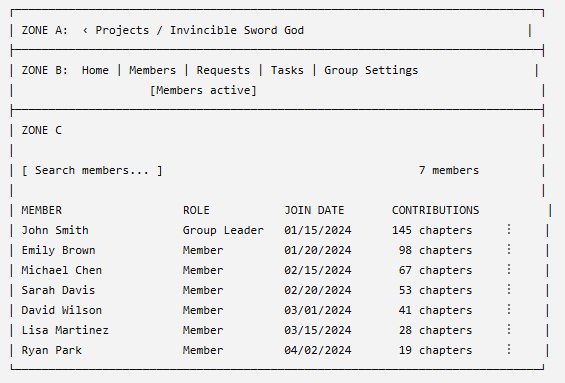 ZONE A:  ‹ Projects / Invincible Sword God
ZONE B:  Home | Members | Requests | Tasks | Group Settings
[Members active]
ZONE C
[ Search members... ]  7 members
MEMBER  ROLE  JOIN DATE  CONTRIBUTIONS
John Smith  Group Leader  01/15/2024  145 chapters  ⋮
Emily Brown  Member  01/20/2024  98 chapters  ⋮
Michael Chen  Member  02/15/2024  67 chapters  ⋮
Sarah Davis  Member  02/20/2024  53 chapters  ⋮
David Wilson  Member  03/01/2024  41 chapters  ⋮
Lisa Martinez  Member  03/15/2024  28 chapters  ⋮
Ryan Park  Member  04/02/2024  19 chapters  ⋮